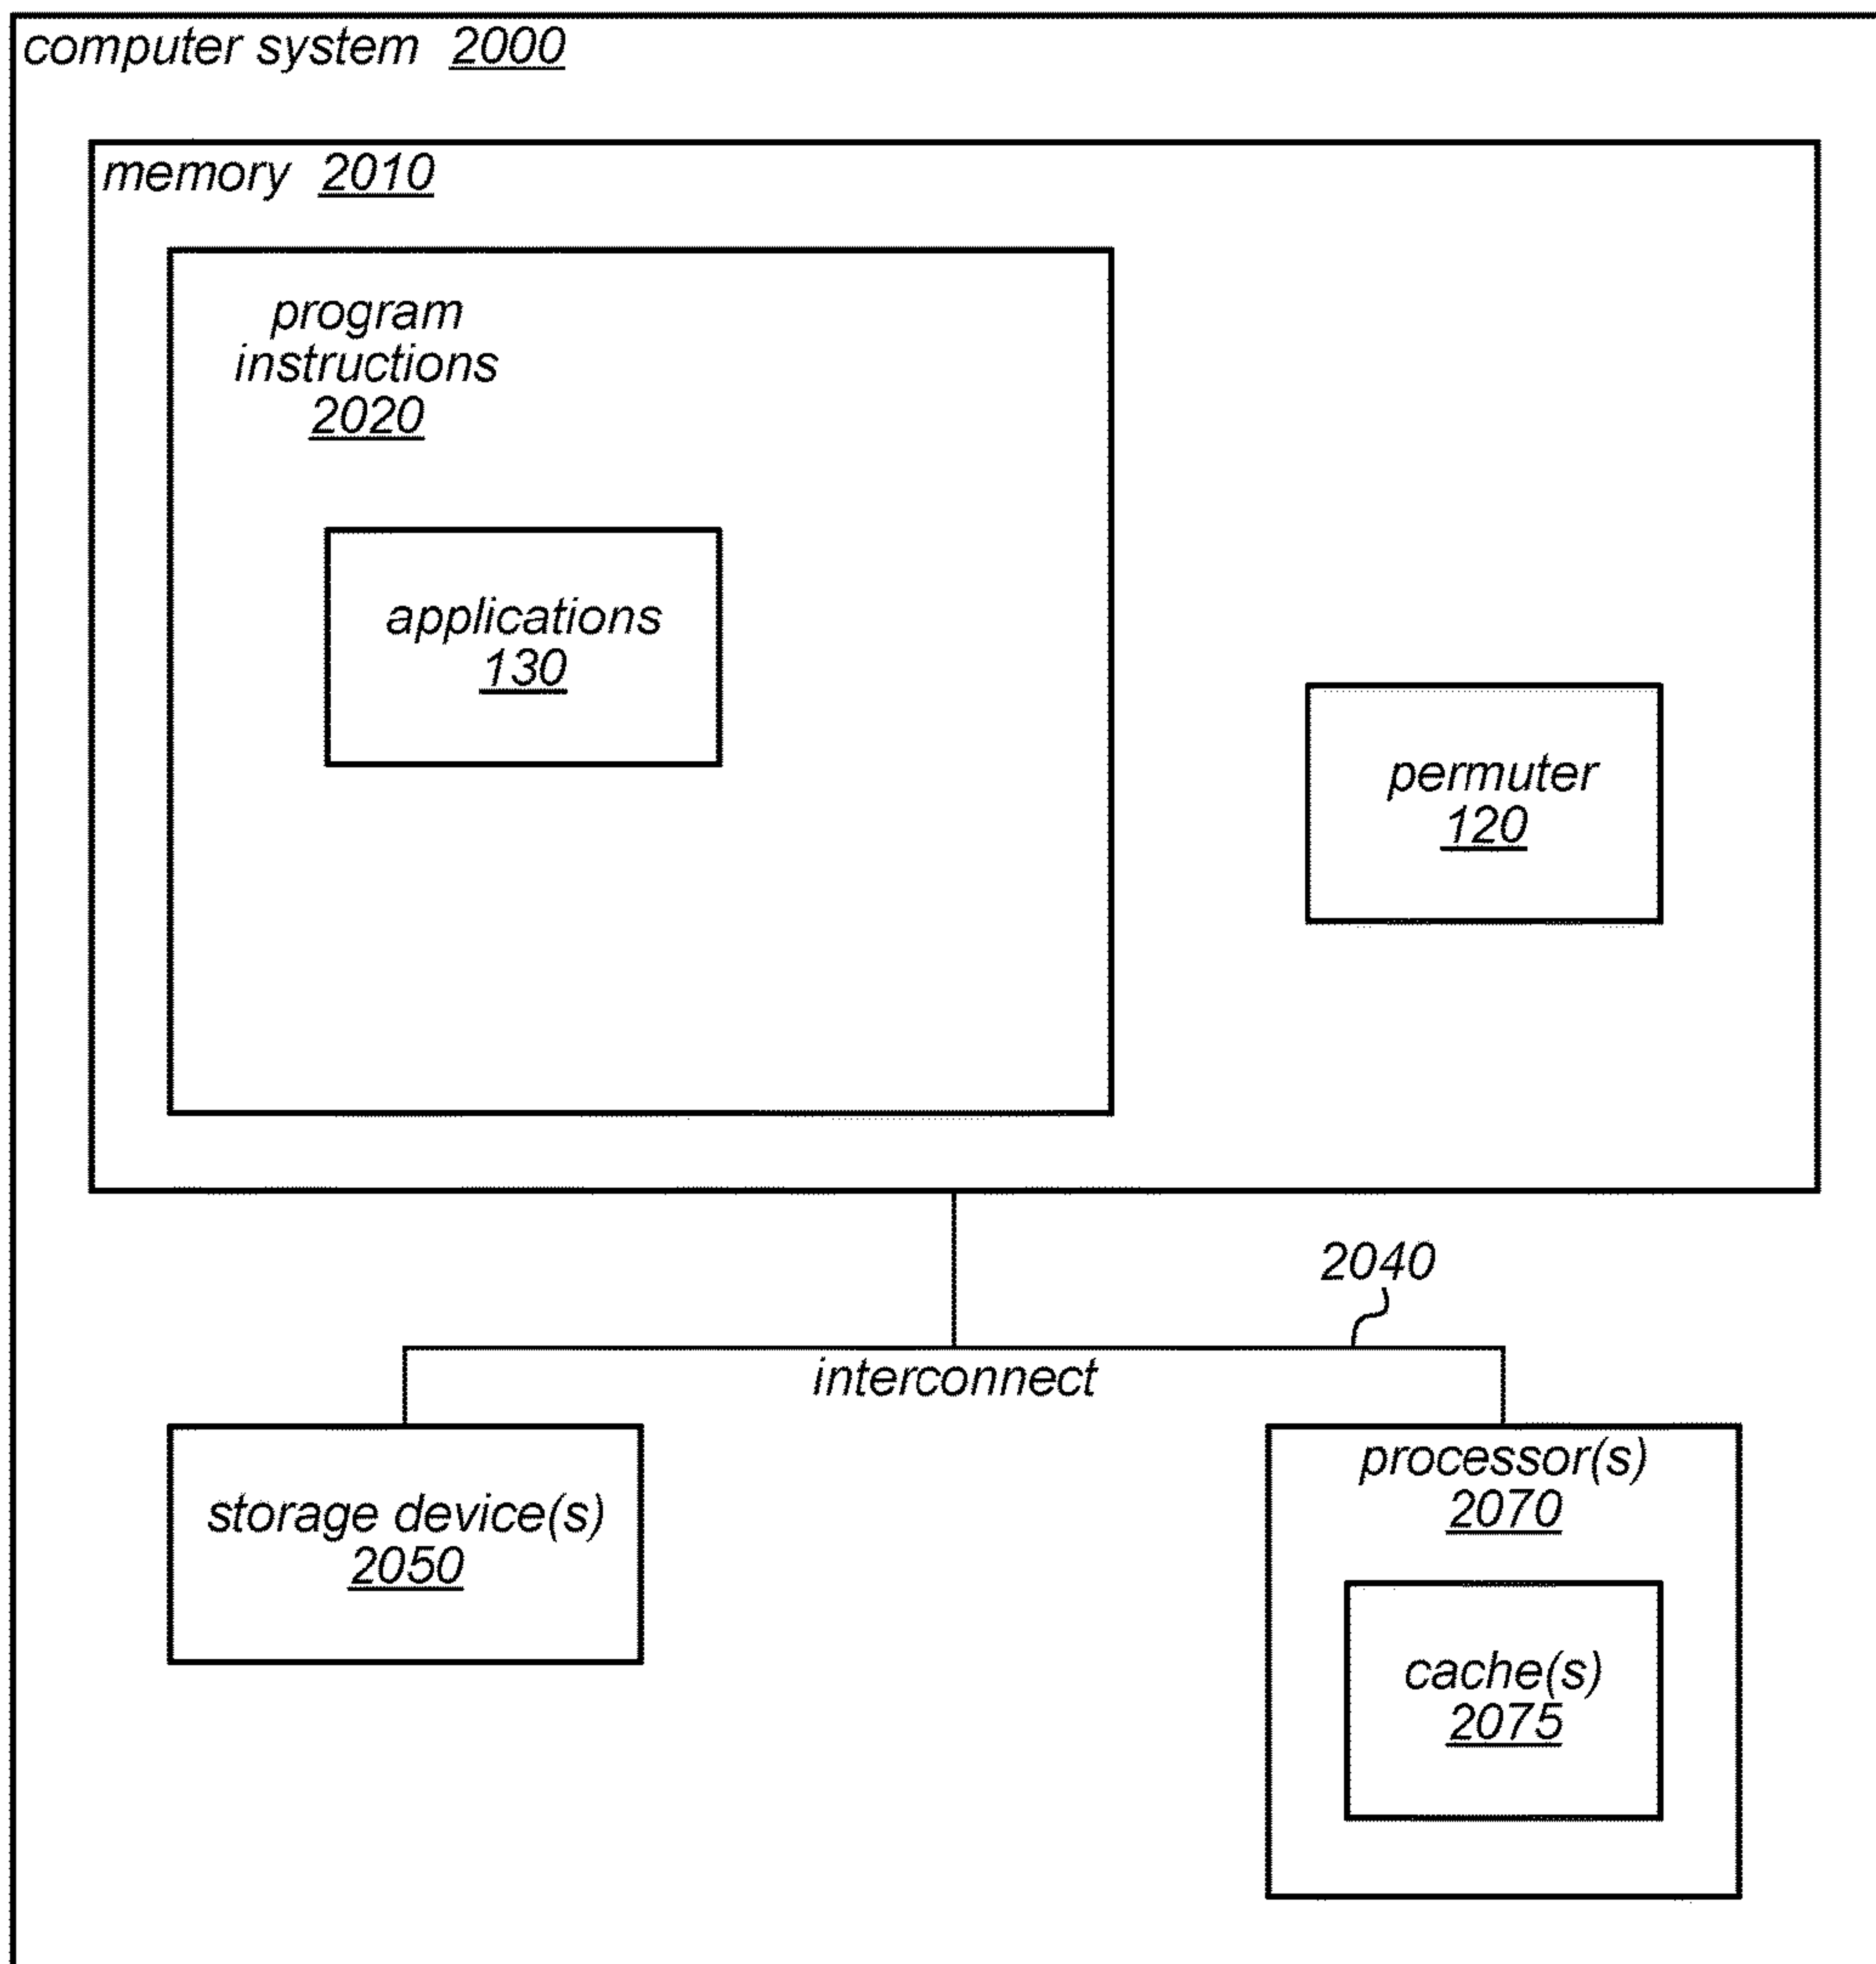 computer system 2000
memory 2010
program
instructions
2020
applications
130
permuter
120
2040
interconnect
storage device(s)
2050
processor(s)
2070
cache(s)
2075